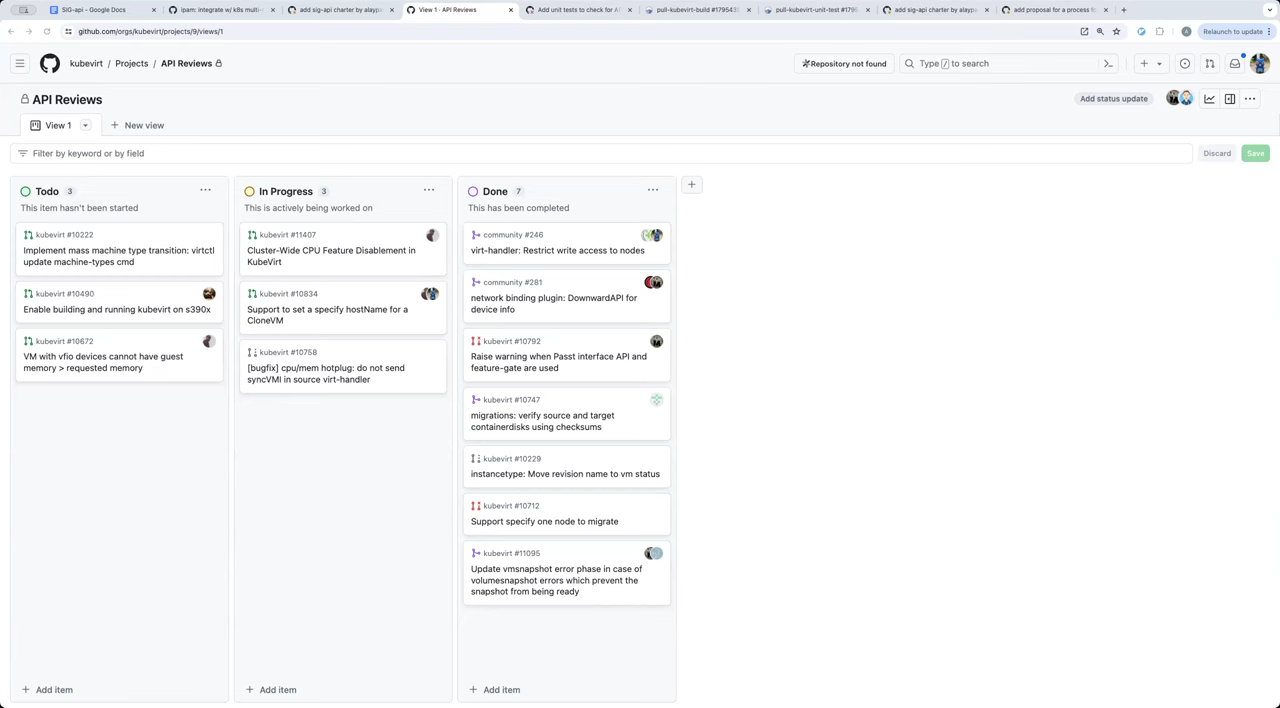 SIG-api - Google Docs
ipam: integrate w/ k8s multi-
add sig-api charter by alayp
View 1 · API Reviews
Add unit tests to check for A
pull-kubevirt-build #179543
pull-kubevirt-unit-test #1795
add sig-api charter by alayp
add proposal for a process fo
github.com/orgs/kubevirt/projects/9/views/1
Relaunch to update
kubevirt / Projects / API Reviews
Repository not found
Type / to search
API Reviews
Add status update
View 1
New view
Filter by keyword or by field
Discard
Save
Todo 3
This item hasn't been started
kubevirt #10222
Implement mass machine type transition: virtctl
update machine-types cmd
kubevirt #10490
Enable building and running kubevirt on s390x
kubevirt #10672
VM with vfio devices cannot have guest
memory > requested memory
Add item
In Progress 3
This is actively being worked on
kubevirt #11407
Cluster-Wide CPU Feature Disablement in
KubeVirt
kubevirt #10834
Support to set a specify hostName for a
CloneVM
kubevirt #10758
[bugfix] cpu/mem hotplug: do not send
syncVMI in source virt-handler
Add item
Done 7
This has been completed
community #246
virt-handler: Restrict write access to nodes
community #281
network binding plugin: DownwardAPI for
device info
kubevirt #10792
Raise warning when Passt interface API and
feature-gate are used
kubevirt #10747
migrations: verify source and target
containerdisks using checksums
kubevirt #10229
instancetype: Move revision name to vm status
kubevirt #10712
Support specify one node to migrate
kubevirt #11095
Update vmsnapshot error phase in case of
volumesnapshot errors which prevent the
snapshot from being ready
Add item